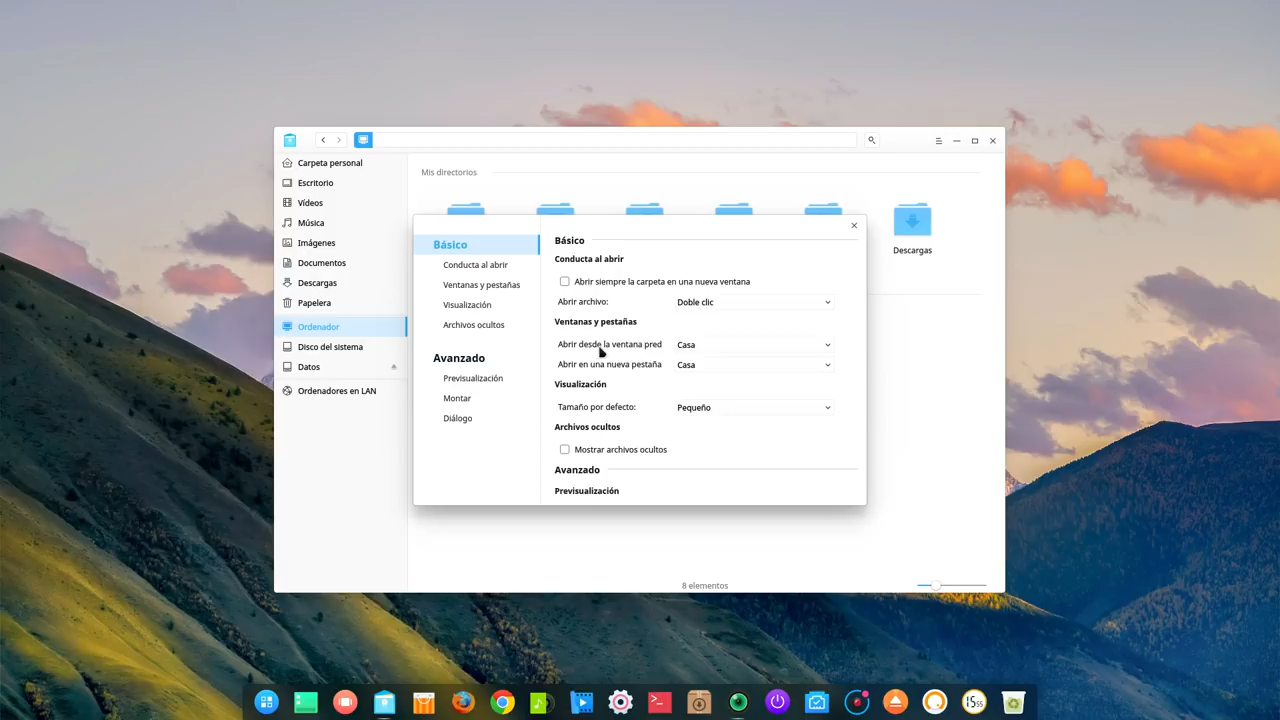 Carpeta personal
Escritorio
Vídeos
Música
Imágenes
Documentos
Descargas
Papelera
Ordenador
Disco del sistema
Datos
Ordenadores en LAN
Mis directorios
Descargas
Básico
Conducta al abrir
Ventanas y pestañas
Visualización
Archivos ocultos
Avanzado
Previsualización
Montar
Diálogo
Básico
Conducta al abrir
Abrir siempre la carpeta en una nueva ventana
Abrir archivo: Doble clic
Ventanas y pestañas
Abrir desde la ventana pred Casa
Abrir en una nueva pestaña Casa
Visualización
Tamaño por defecto: Pequeño
Archivos ocultos
Mostrar archivos ocultos
Avanzado
Previsualización
8 elementos
15 55